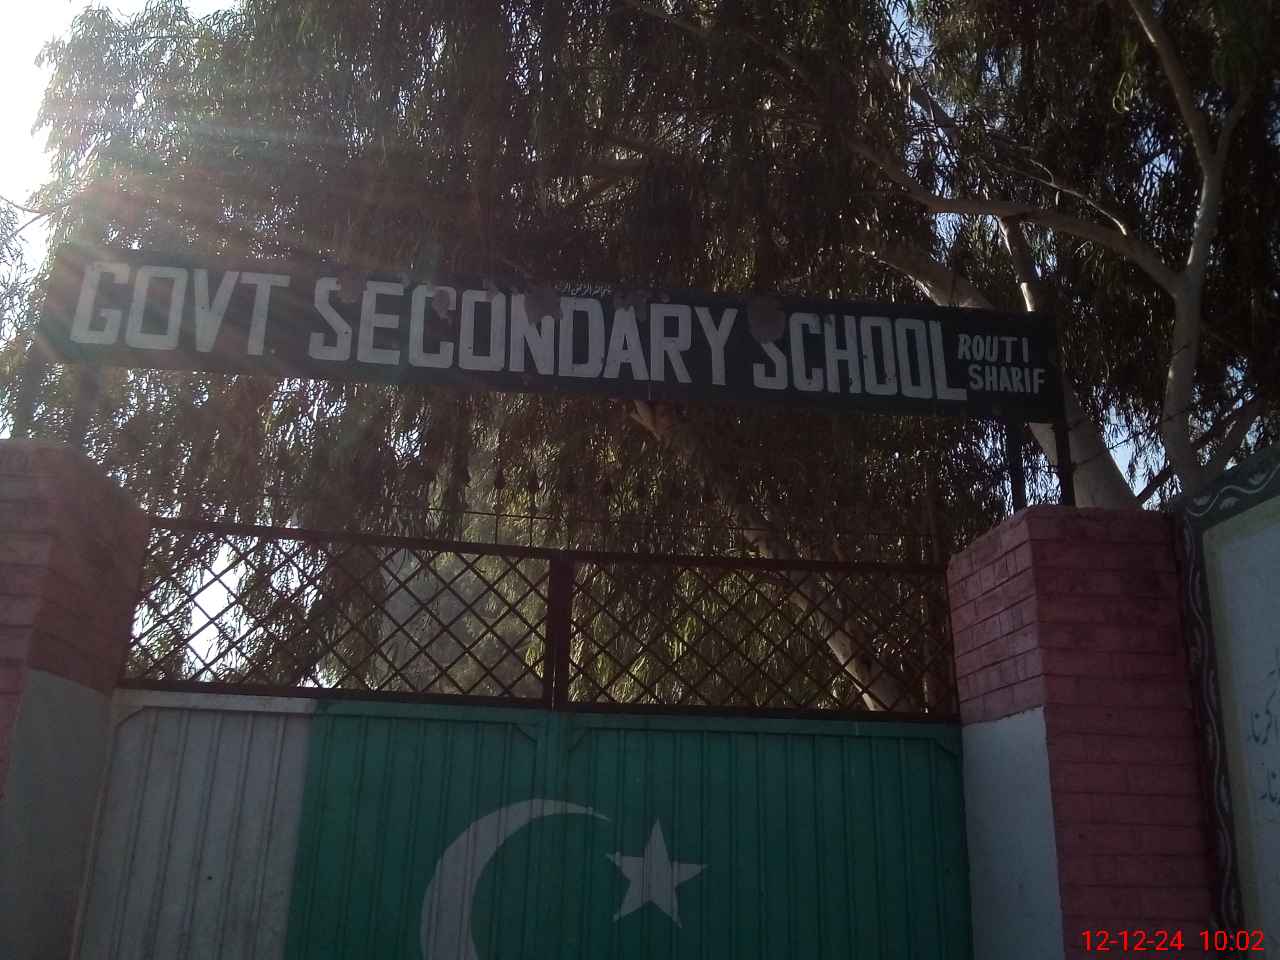 GOVT SECONDARY SCHOOL
ROUTI
SHARIF
12-12-24 10:02